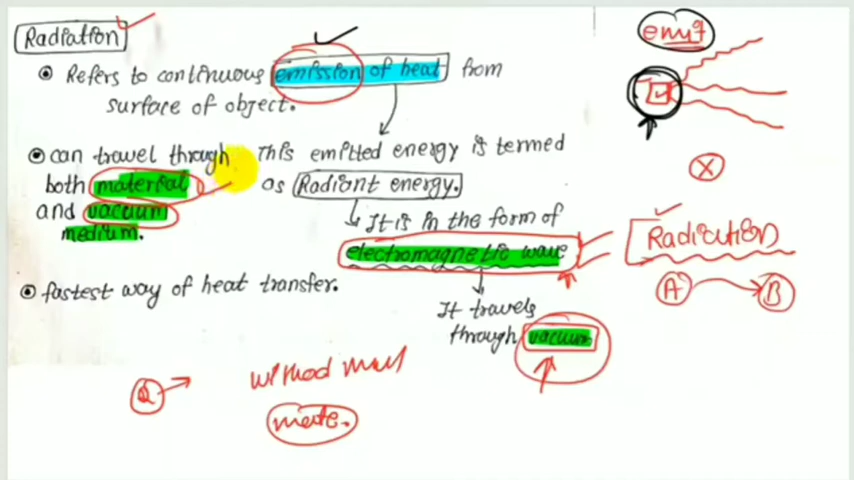 Radiation
Refers to continuous emission of heat from
surface of object.
can travel through
both material
and vacuum
medium.
This emitted energy is termed
as Radiant energy.
It is in the form of
electromagnetic wave
It travels
through vacuum
fastest way of heat transfer.
emit
X
Radiation
A
B
mate.